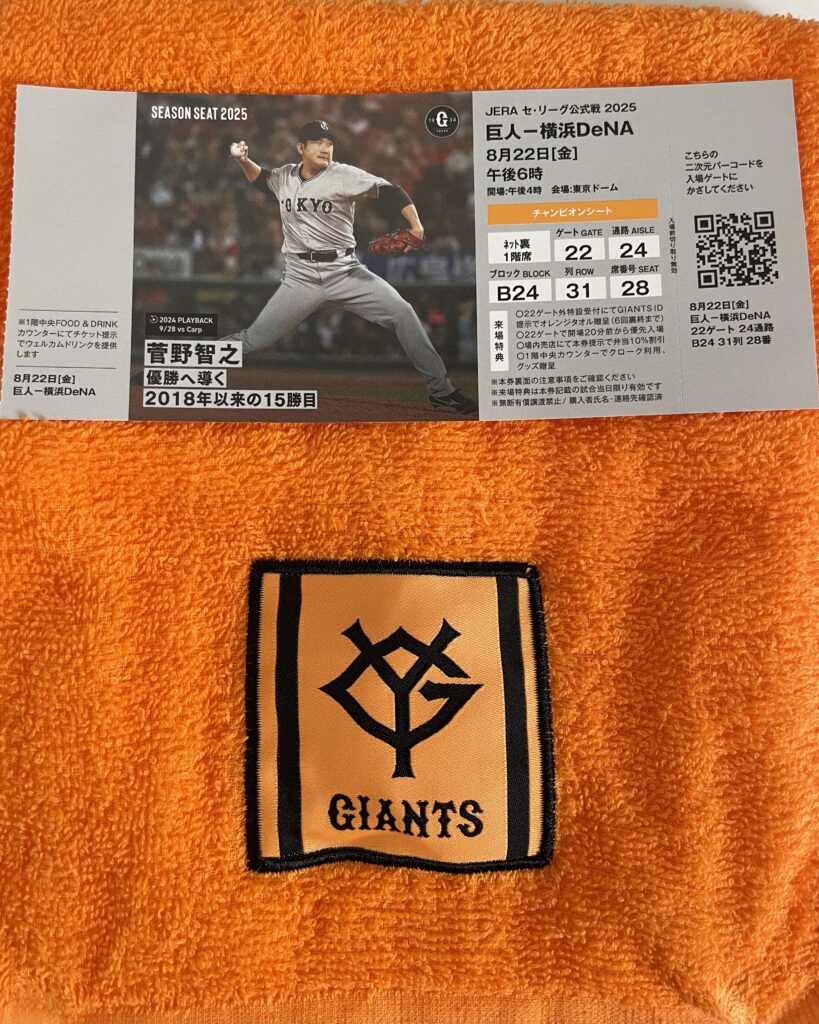 SEASON SEAT 2025
19 G 34
TOKYO
TOKYO
2024 PLAYBACK
9/28 vs Carp
菅野智之
優勝へ導く
2018年以来の15勝目
※1階中央FOOD & DRINK
カウンターにてチケット提示
でウェルカムドリンクを提供
します
8月22日[金]
巨人ー横浜DeNA
JERA セ・リーグ公式戦 2025
巨人ー横浜DeNA
8月22日[金]
午後6時
開場:午後4時 会場:東京ドーム
チャンピオンシート
ネット裏
1階席
ゲート GATE
22
通路 AISLE
24
ブロック BLOCK
B24
列 ROW
31
席番号 SEAT
28
来場特典
○22ゲート外特設受付にてGIANTS ID
提示でオレンジタオル贈呈(6回裏終まで)
○22ゲートで開場20分前から優先入場
○場内売店にて本券提示で弁当10%割引
○1階中央カウンターでクローク利用、
グッズ贈呈
※本券裏面の注意事項をご確認ください
※来場特典は本券記載の試合当日限り有効です
※無断有償譲渡禁止/購入者氏名・連絡先確認済
入場前切り取り無効
こちらの
二次元バーコードを
入場ゲートに
かざしてください
8月22日[金]
巨人ー横浜DeNA
22ゲート 24通路
B24 31列 28番
YG
GIANTS